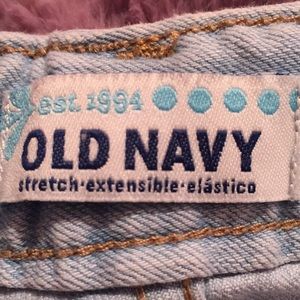 est. 1994
OLD NAVY
stretch·extensible·elástico